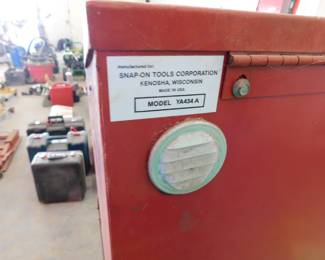 Manufactured for:
SNAP-ON TOOLS CORPORATION
KENOSHA, WISCONSIN
MADE IN USA
MODEL YA434-A